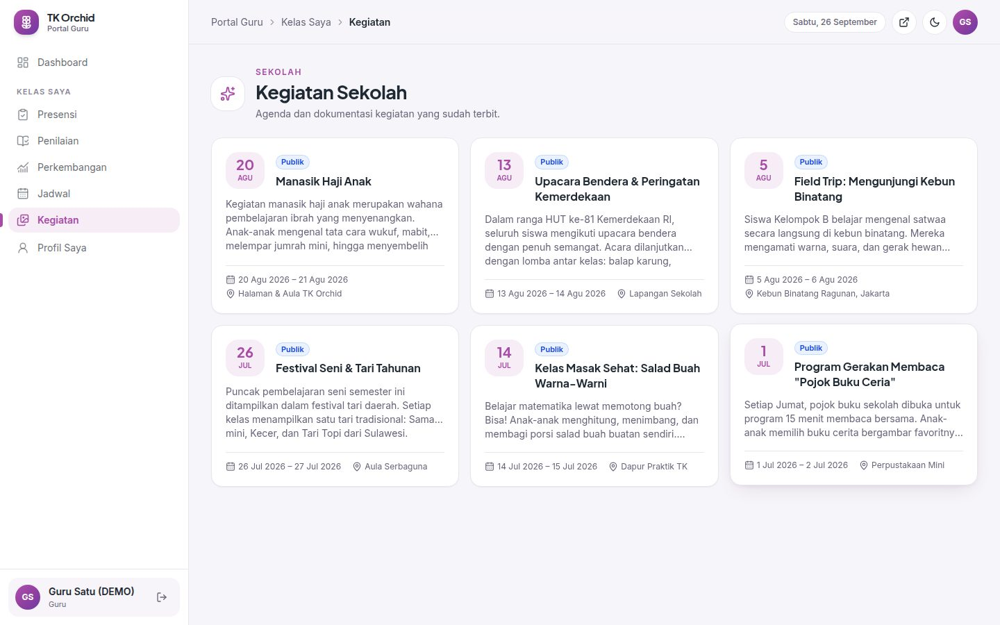 TK Orchid
Portal Guru
Dashboard
KELAS SAYA
Presensi
Penilaian
Perkembangan
Jadwal
Kegiatan
Profil Saya
GS
Guru Satu (DEMO)
Guru
Portal Guru > Kelas Saya > Kegiatan
Sabtu, 26 September
GS
SEKOLAH
Kegiatan Sekolah
Agenda dan dokumentasi kegiatan yang sudah terbit.
20
AGU
Publik
Manasik Haji Anak
Kegiatan manasik haji anak merupakan wahana
pembelajaran ibrah yang menyenangkan.
Anak-anak mengenal tata cara wukuf, mabit,...
melempar jumrah mini, hingga menyembelih
20 Agu 2026 – 21 Agu 2026
Halaman & Aula TK Orchid
13
AGU
Publik
Upacara Bendera & Peringatan
Kemerdekaan
Dalam ranga HUT ke-81 Kemerdekaan RI,
seluruh siswa mengikuti upacara bendera
dengan penuh semangat. Acara dilanjutkan...
dengan lomba antar kelas: balap karung,
13 Agu 2026 – 14 Agu 2026
Lapangan Sekolah
5
AGU
Publik
Field Trip: Mengunjungi Kebun
Binatang
Siswa Kelompok B belajar mengenal satwaa
secara langsung di kebun binatang. Mereka
mengamati warna, suara, dan gerak hewan...
5 Agu 2026 – 6 Agu 2026
Kebun Binatang Ragunan, Jakarta
26
JUL
Publik
Festival Seni & Tari Tahunan
Puncak pembelajaran seni semester ini
ditampilkan dalam festival tari daerah. Setiap
kelas menampilkan satu tari tradisional: Sama...
mini, Kecer, dan Tari Topi dari Sulawesi.
26 Jul 2026 – 27 Jul 2026
Aula Serbaguna
14
JUL
Publik
Kelas Masak Sehat: Salad Buah
Warna-Warni
Belajar matematika lewat memotong buah?
Bisa! Anak-anak menghitung, menimbang, dan
membagi porsi salad buah buatan sendiri....
14 Jul 2026 – 15 Jul 2026
Dapur Praktik TK
1
JUL
Publik
Program Gerakan Membaca
"Pojok Buku Ceria"
Setiap Jumat, pojok buku sekolah dibuka untuk
program 15 menit membaca bersama. Anak-
anak memilih buku cerita bergambar favoritny...
1 Jul 2026 – 2 Jul 2026
Perpustakaan Mini